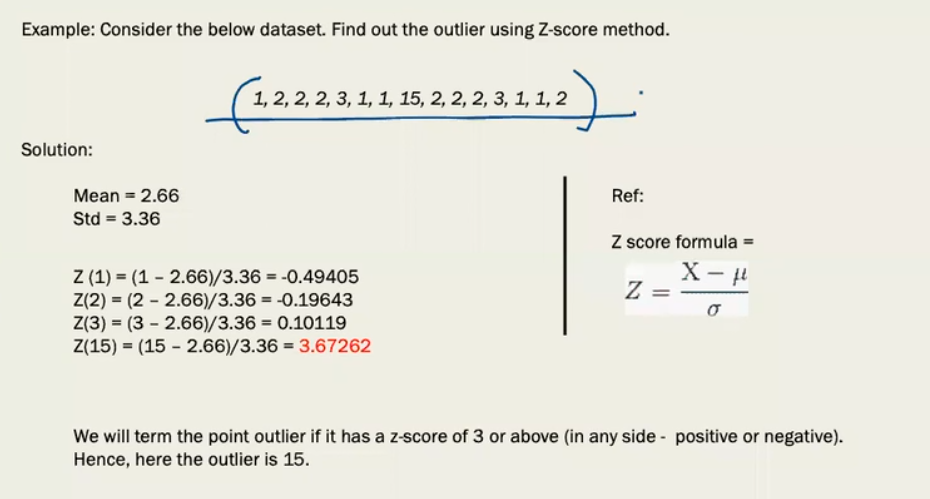 Example: Consider the below dataset. Find out the outlier using Z-score method.
1, 2, 2, 2, 3, 1, 1, 15, 2, 2, 2, 3, 1, 1, 2
Solution:
Mean = 2.66
Std = 3.36
Z (1) = (1 – 2.66)/3.36 = -0.49405
Z(2) = (2 – 2.66)/3.36 = -0.19643
Z(3) = (3 – 2.66)/3.36 = 0.10119
Z(15) = (15 – 2.66)/3.36 = 3.67262
Ref:
Z score formula =
Z = (X − μ) / σ
We will term the point outlier if it has a z-score of 3 or above (in any side - positive or negative).
Hence, here the outlier is 15.